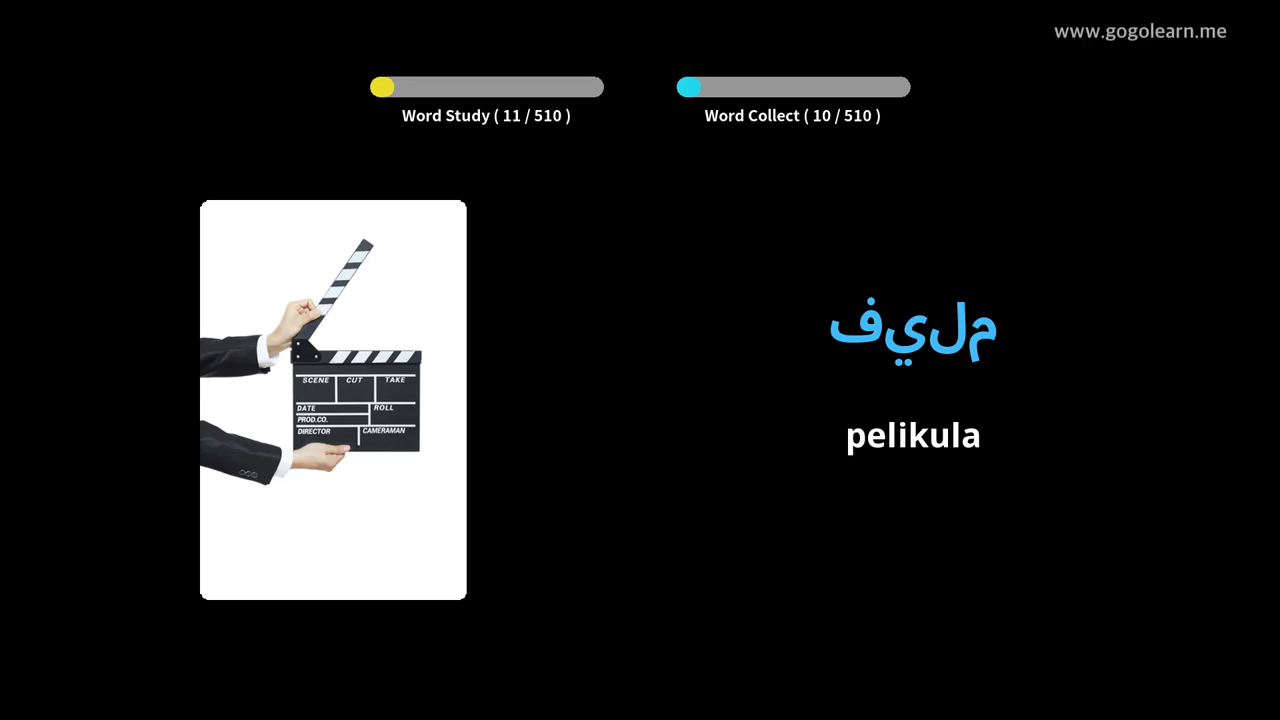 www.gogolearn.me
Word Study ( 11 / 510 )
Word Collect ( 10 / 510 )
SCENE CUT TAKE
DATE ROLL
PROD.CO.
DIRECTOR CAMERAMAN
فيلم
pelikula